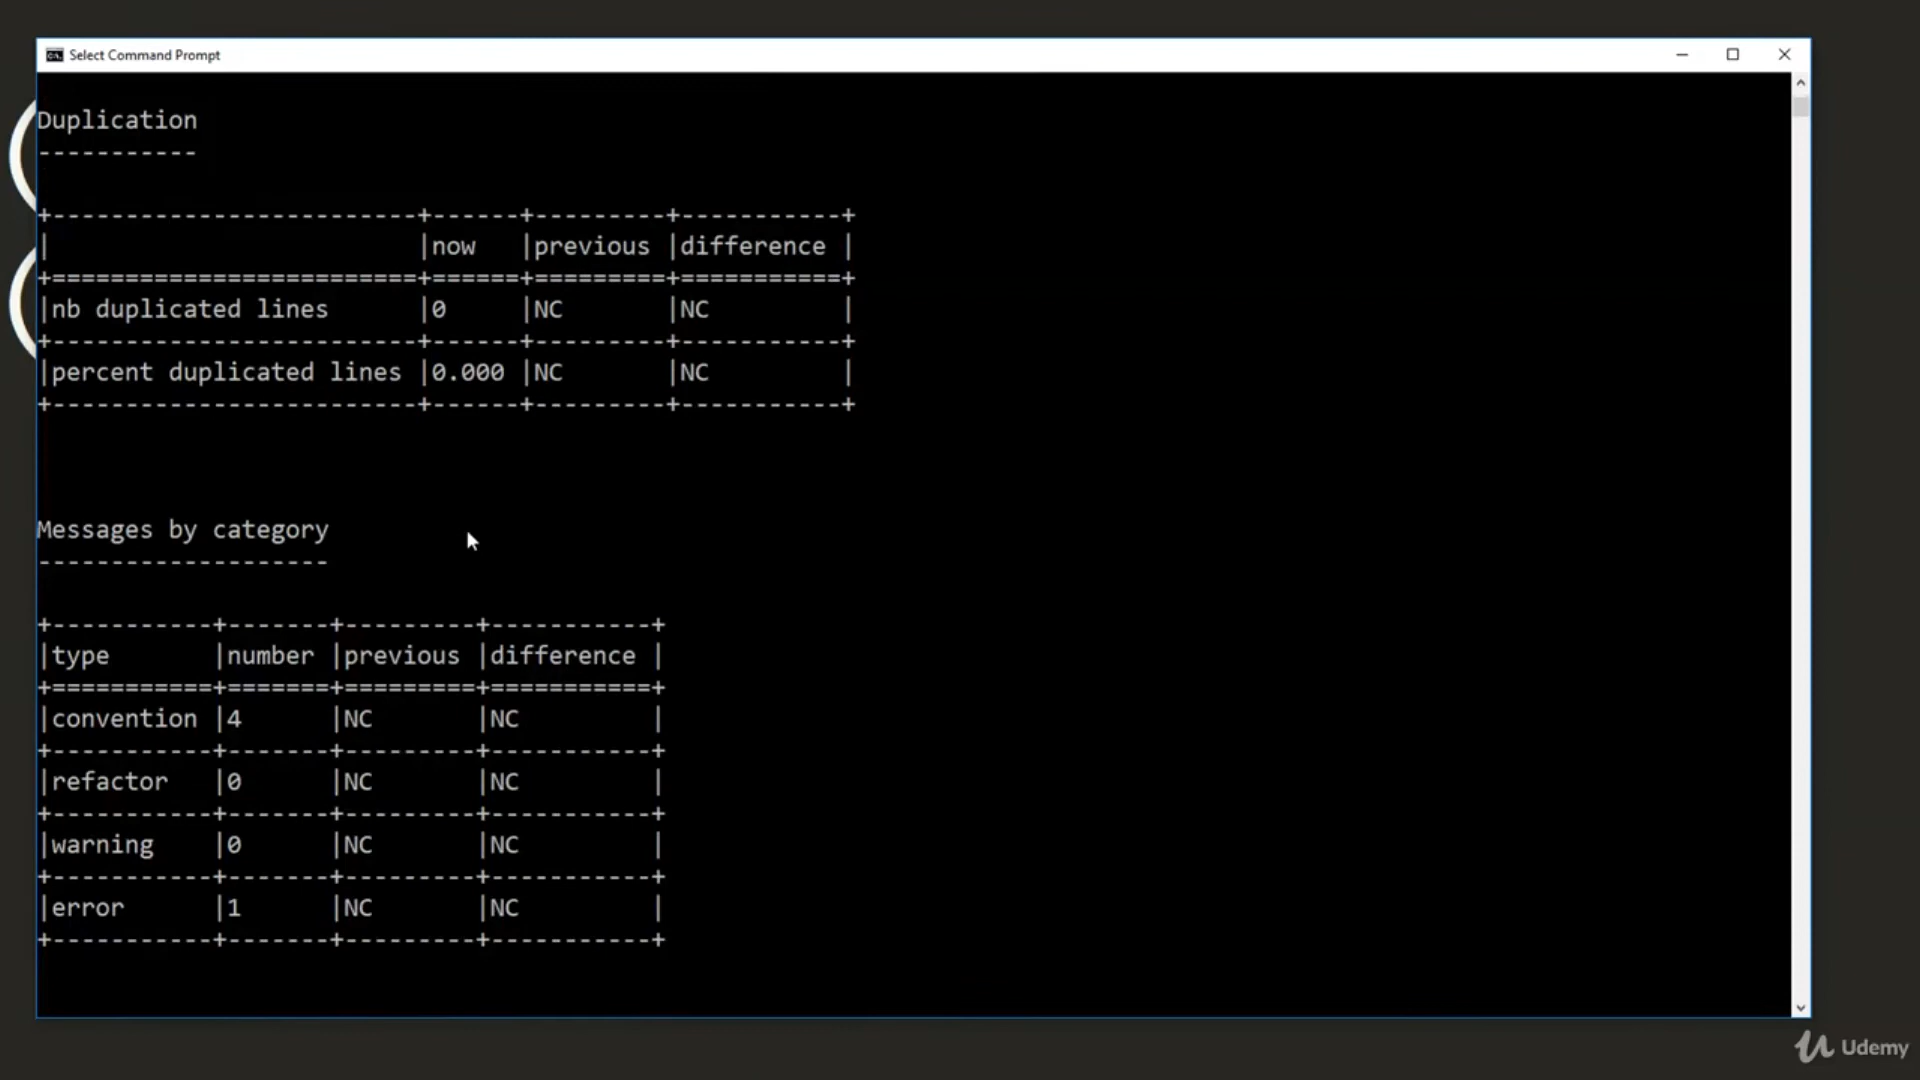 Select Command Prompt
Duplication
-----------
+-------------------------+------+---------+-----------+
|                         |now   |previous |difference |
+=========================+======+=========+===========+
|nb duplicated lines      |0     |NC       |NC         |
+-------------------------+------+---------+-----------+
|percent duplicated lines |0.000 |NC       |NC         |
+-------------------------+------+---------+-----------+
Messages by category
--------------------
+-----------+-------+---------+-----------+
|type       |number |previous |difference |
+===========+=======+=========+===========+
|convention |4      |NC       |NC         |
+-----------+-------+---------+-----------+
|refactor   |0      |NC       |NC         |
+-----------+-------+---------+-----------+
|warning    |0      |NC       |NC         |
+-----------+-------+---------+-----------+
|error      |1      |NC       |NC         |
+-----------+-------+---------+-----------+
Udemy